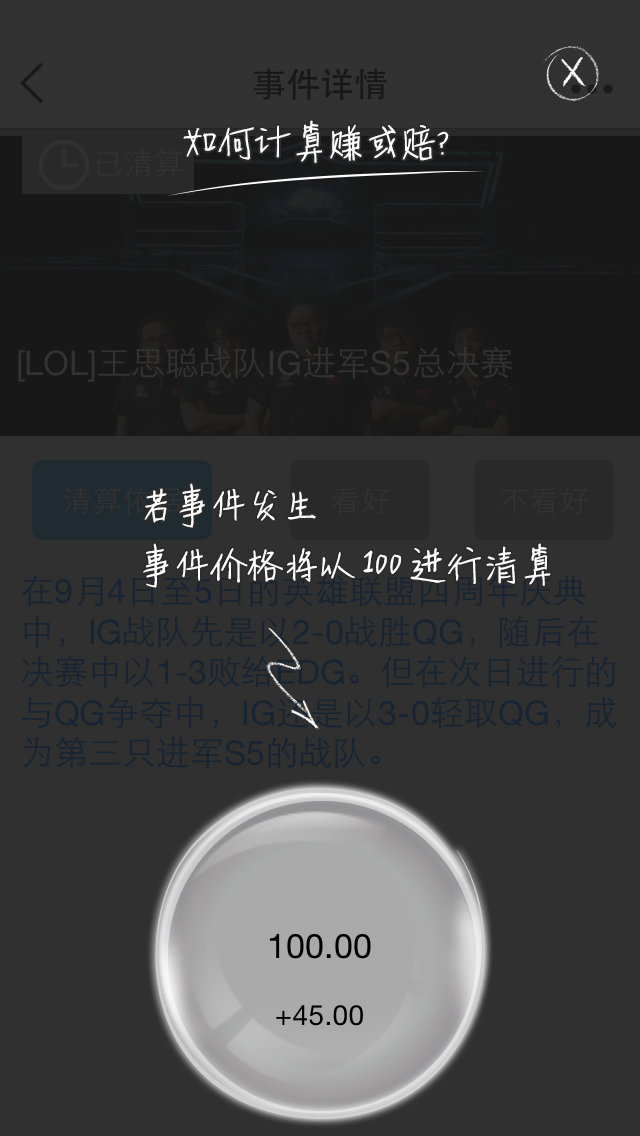 事件详情
X
如何计算赚或赔?
已清算
[LOL]王思聪战队IG进军S5总决赛
清算依据
看好
不看好
若事件发生
事件价格将以100进行清算
在9月4日至5日的英雄联盟四周年庆典
中，IG战队先是以2-0战胜QG，随后在
决赛中以1-3败给EDG。但在次日进行的
与QG争夺中，IG还是以3-0轻取QG，成
为第三只进军S5的战队。
100.00
+45.00